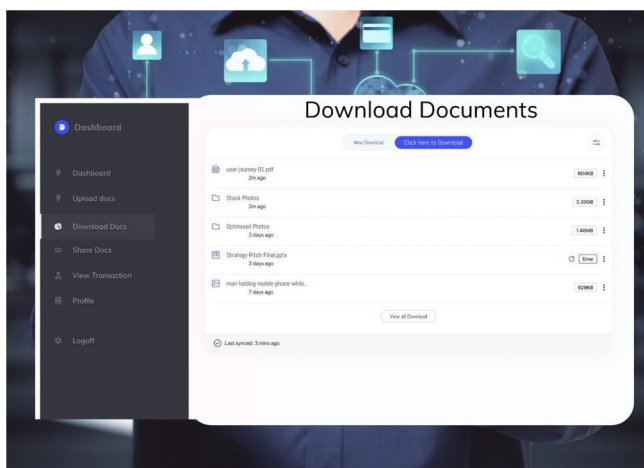 Download Documents
D Dashboard
Dashboard
Upload docs
Download Docs
Share Docs
View Transaction
Profile
Logoff
New Download Click here to Download
user-journey-01.pdf 604KB
2m ago
Stock Photos 2.20GB
3m ago
Optimised Photos 1.46MB
3 days ago
Strategy-Pitch-Final.pptx Error
3 days ago
man-holding-mobile-phone-while... 929KB
7 days ago
View all Download
Last synced: 3 mins ago